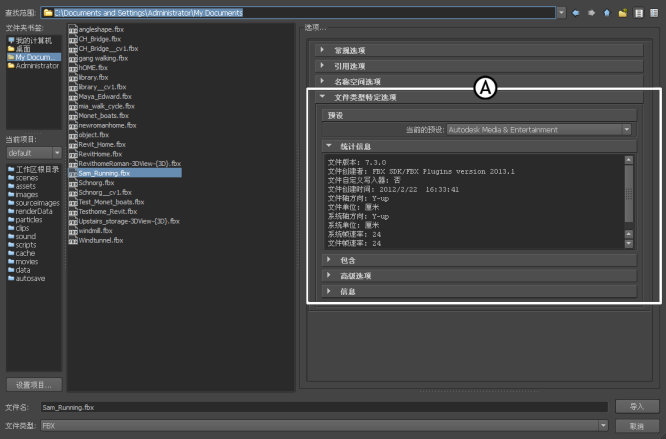 查找范围: C:\Documents and Settings\Administrator\My Documents
文件夹书签:
我的计算机
桌面
My Docum...
Administrator
当前项目:
default
工作区根目录
scenes
assets
images
sourceimages
renderData
particles
clips
sound
scripts
cache
movies
data
autosave
设置项目...
angleshape.fbx
CH_Bridge.fbx
CH_Bridge__cv1.fbx
gang walking.fbx
hOME.fbx
library.fbx
library__cv1.fbx
Maya_Edward.fbx
mia_walk_cycle.fbx
Monet_boats.fbx
newromanhome.fbx
object.fbx
Revit_Home.fbx
RevitHome.fbx
RevithomeRoman-3DView-{3D}.fbx
Sam_Running.fbx
Schnorg.fbx
Schnorg__cv1.fbx
Test_Monet_boats.fbx
Testhome_Revit.fbx
Upstairs_storage-3DView-{3D}.fbx
windmill.fbx
Windtunnel.fbx
选项...
常规选项
引用选项
名称空间选项
A
文件类型特定选项
预设
当前的预设: Autodesk Media & Entertainment
统计信息
文件版本: 7.3.0
文件创建者: FBX SDK/FBX Plugins version 2013.1
文件自定义写入器: 否
文件创建时间: 2012/2/22 16:33:41
文件轴方向: Y-up
文件单位: 厘米
系统轴方向: Y-up
系统单位: 厘米
系统帧速率: 24
文件帧速率: 24
包含
高级选项
信息
文件名: Sam_Running.fbx
导入
文件类型: FBX
取消